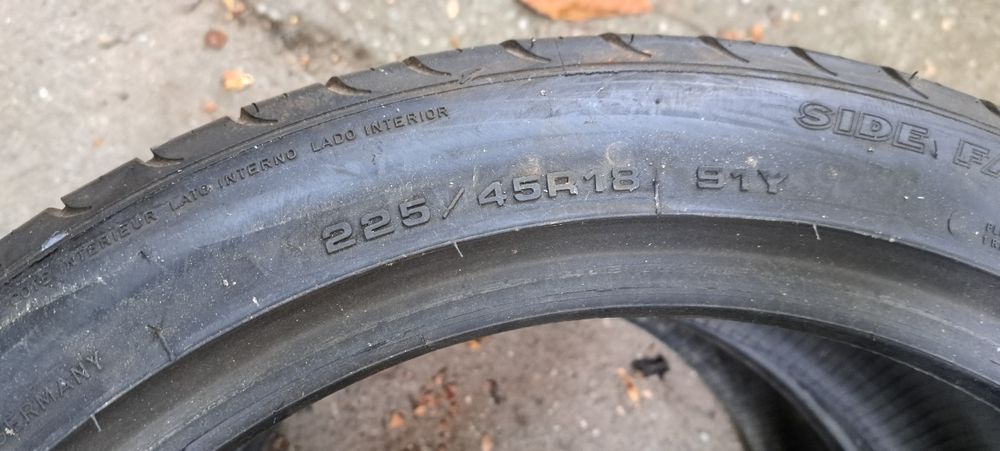 INTERIEUR LATO INTERNO LADO INTERIOR
SIDE
225/45R18 91Y
GERMANY